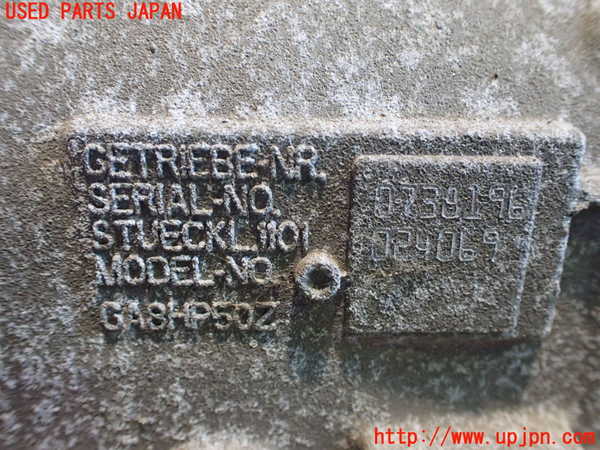 USED PARTS JAPAN
GETRIEBE-NR.
SERIAL-NO.
STUECKL.1101
MODEL-NO
GA8HP50Z
0738196
024069
http://www.upjpn.com